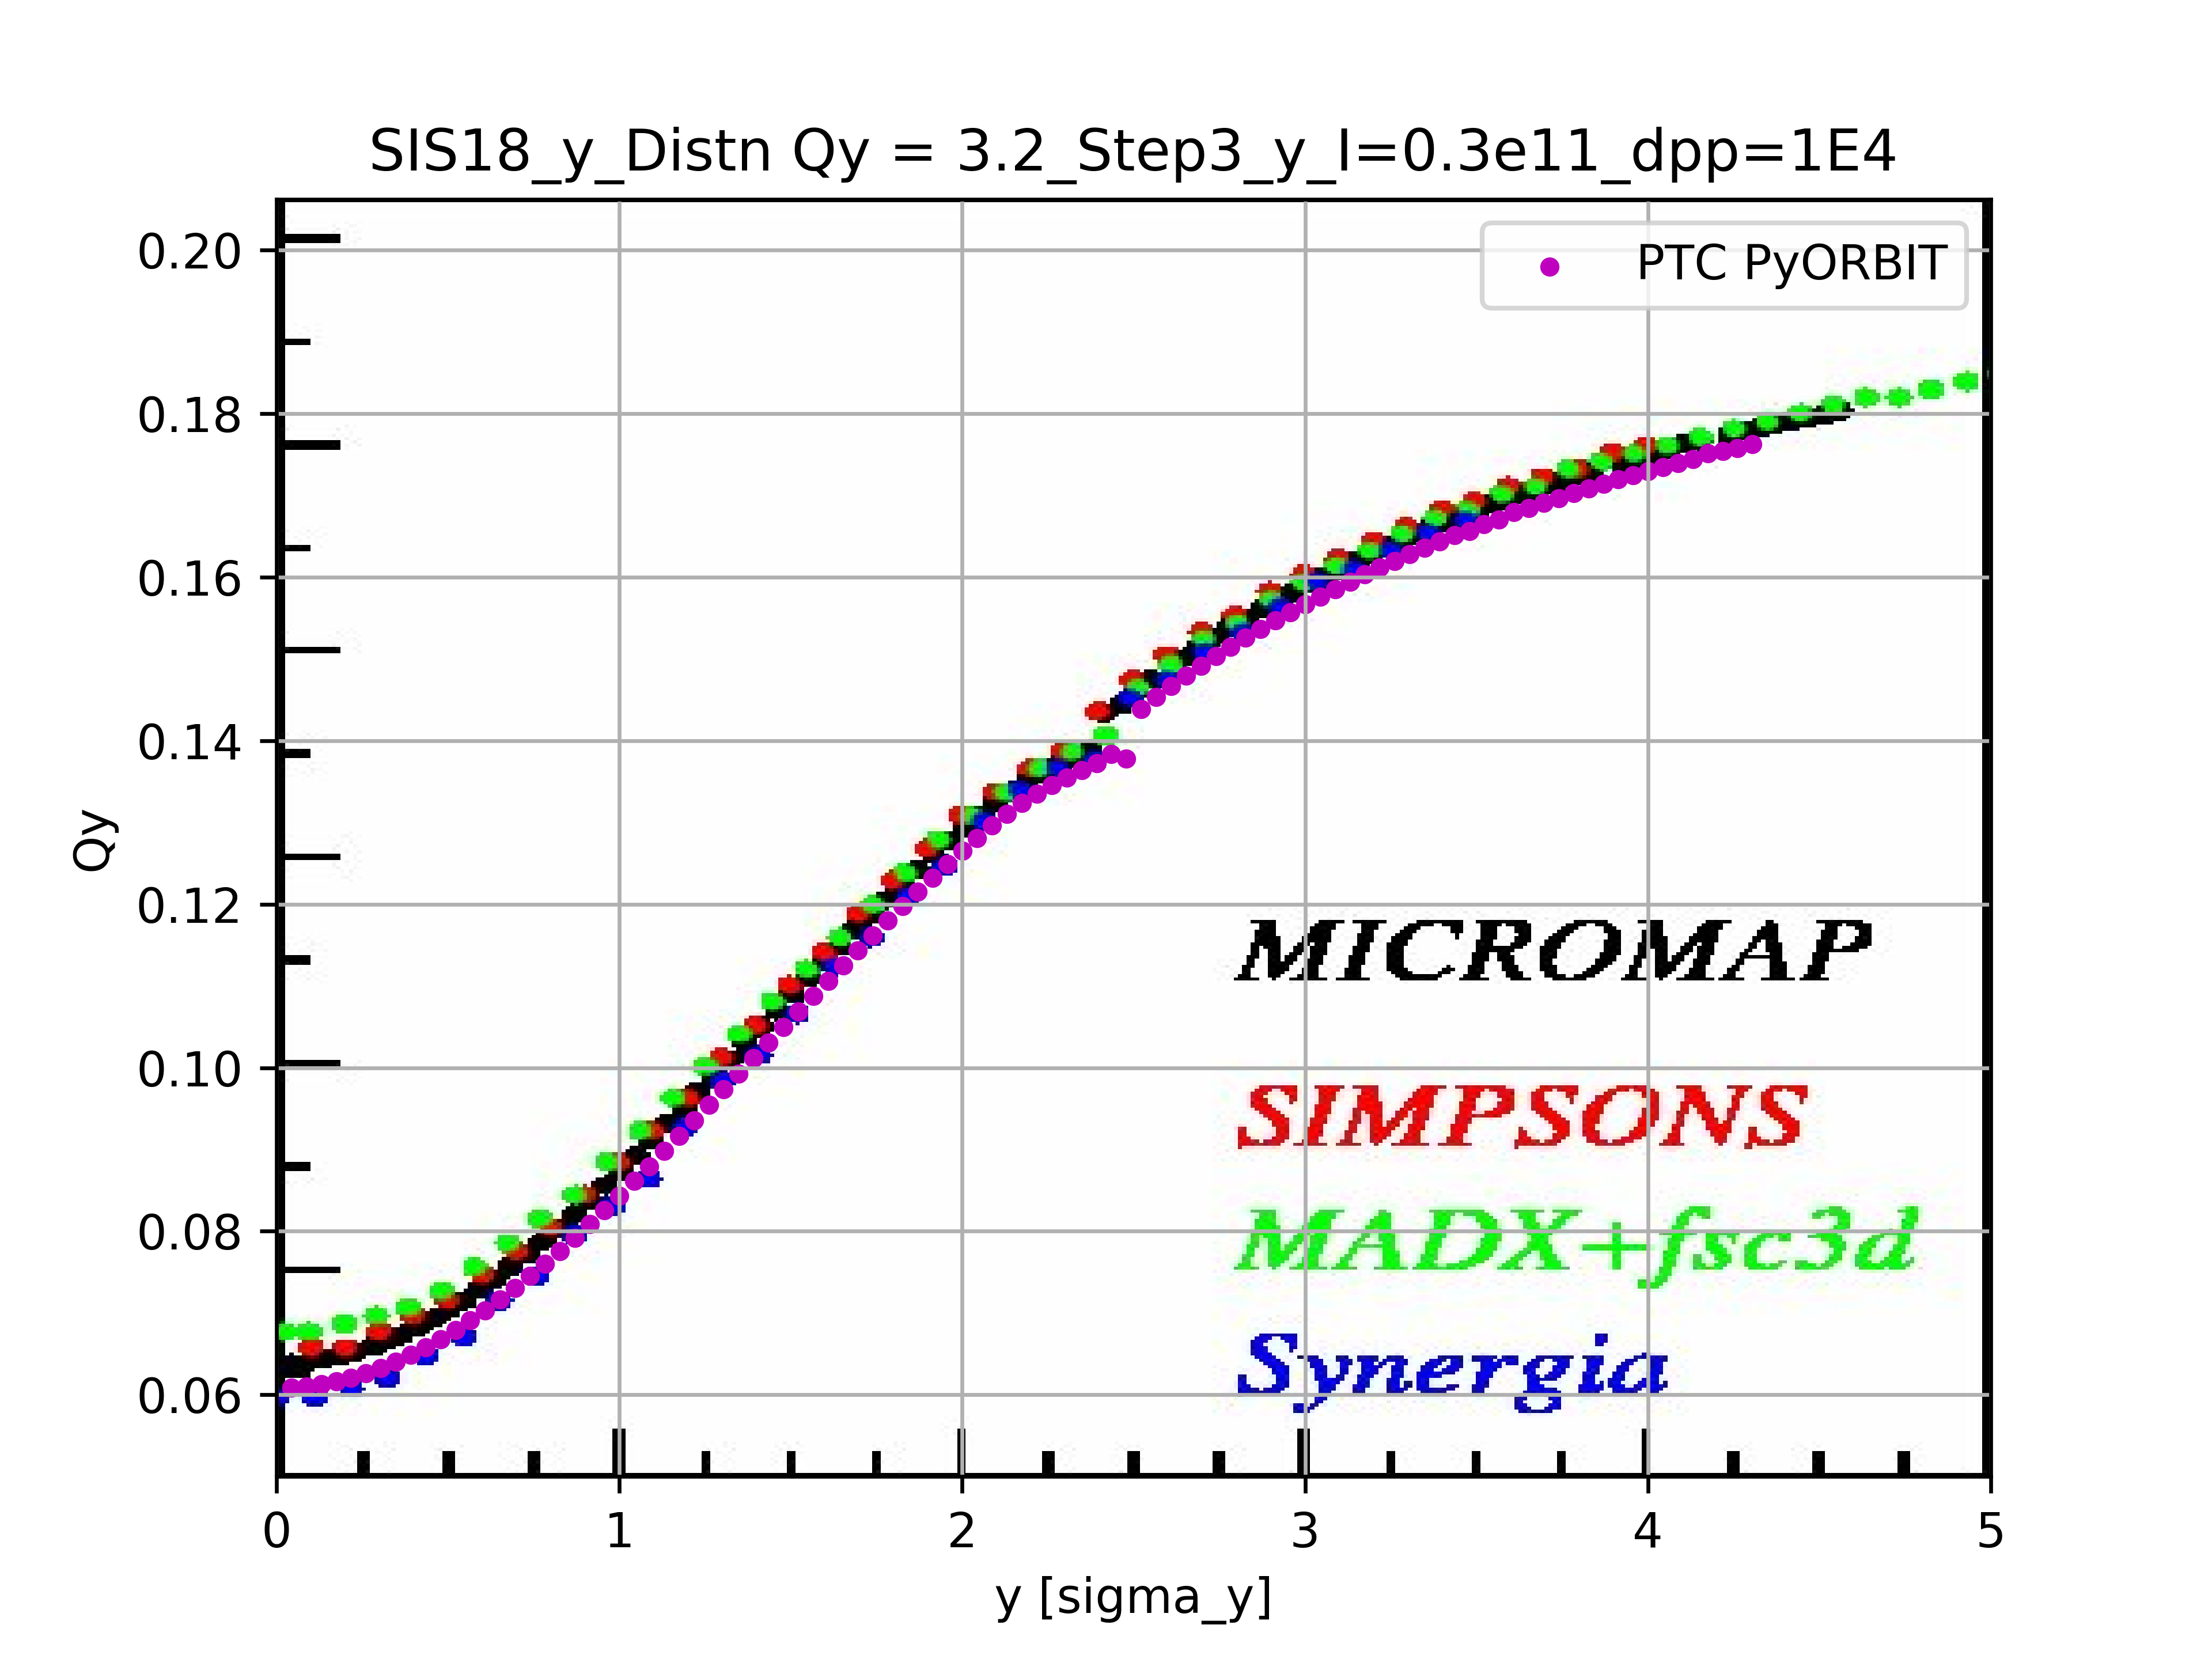 SIS18_y_Distn Qy = 3.2_Step3_y_I=0.3e11_dpp=1E4
PTC PyORBIT
0.20
0.18
0.16
0.14
0.12
0.10
0.08
0.06
Qy
MICROMAP
SIMPSONS
MADX+fsc3d
Synergia
0 1 2 3 4 5
y [sigma_y]